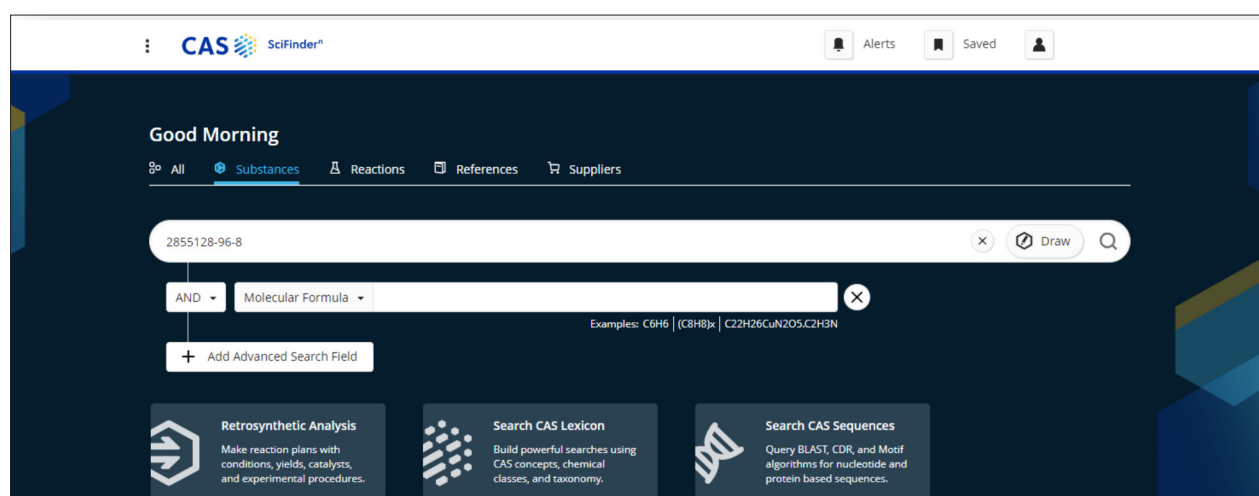 CAS SciFinderⁿ Alerts Saved
Good Morning
All Substances Reactions References Suppliers
2855128-96-8 Draw
AND Molecular Formula
Examples: C6H6 | (C8H8)x | C22H26CuN2O5.C2H3N
Add Advanced Search Field
Retrosynthetic Analysis
Make reaction plans with
conditions, yields, catalysts,
and experimental procedures.
Search CAS Lexicon
Build powerful searches using
CAS concepts, chemical
classes, and taxonomy.
Search CAS Sequences
Query BLAST, CDR, and Motif
algorithms for nucleotide and
protein based sequences.